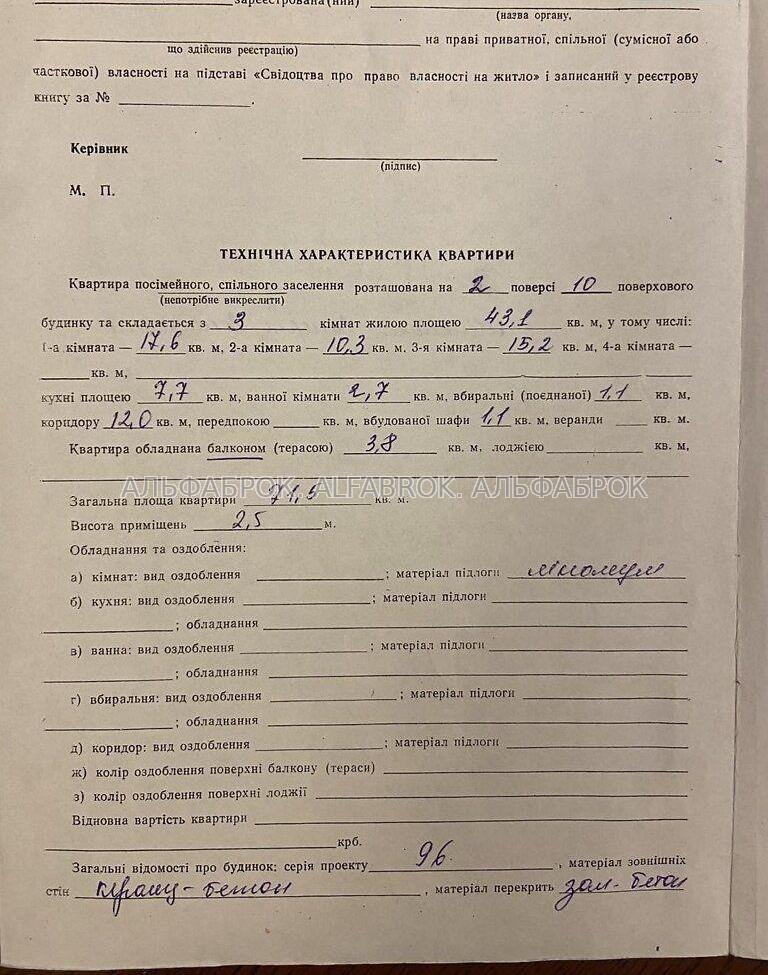 зареєстрована(ний)
(назва органу,
що здійснив реєстрацію) на праві приватної, спільної (сумісної або
часткової) власності на підставі «Свідоцтва про право власності на житло» і записаний у реєстрову
книгу за №
Керівник
(підпис)
М. П.
ТЕХНІЧНА ХАРАКТЕРИСТИКА КВАРТИРИ
Квартира посімейного, спільного заселення розташована на 2 поверсі 10 поверхового
(непотрібне викреслити)
будинку та складається з 3 кімнат жилою площею 43,1 кв. м, у тому числі:
1-а кімната — 17,6 кв. м, 2-а кімната — 10,3 кв. м, 3-я кімната — 15,2 кв. м, 4-а кімната —
кв. м,
кухні площею 7,7 кв. м, ванної кімнати 2,7 кв. м, вбиральні (поєднаної) 1,1 кв. м,
коридору 12,0 кв. м, передпокою кв. м, вбудованої шафи 1,1 кв. м, веранди кв. м.
Квартира обладнана балконом (терасою) 3,8 кв. м, лоджією кв. м,
АЛЬФАБРОК. ALFABROK. АЛЬФАБРОК
Загальна площа квартири 71,5 кв. м.
Висота приміщень 2,5 м.
Обладнання та оздоблення:
а) кімнат: вид оздоблення ; матеріал підлоги лінолеум
б) кухня: вид оздоблення ; матеріал підлоги
; обладнання
в) ванна: вид оздоблення ; матеріал підлоги
; обладнання
г) вбиральня: вид оздоблення ; матеріал підлоги
; обладнання
д) коридор: вид оздоблення ; матеріал підлоги
ж) колір оздоблення поверхні балкону (тераси)
з) колір оздоблення поверхні лоджії
Відновна вартість квартири
крб.
Загальні відомості про будинок: серія проекту 96 , матеріал зовнішніх
стін , матеріал перекрить зал-бетон